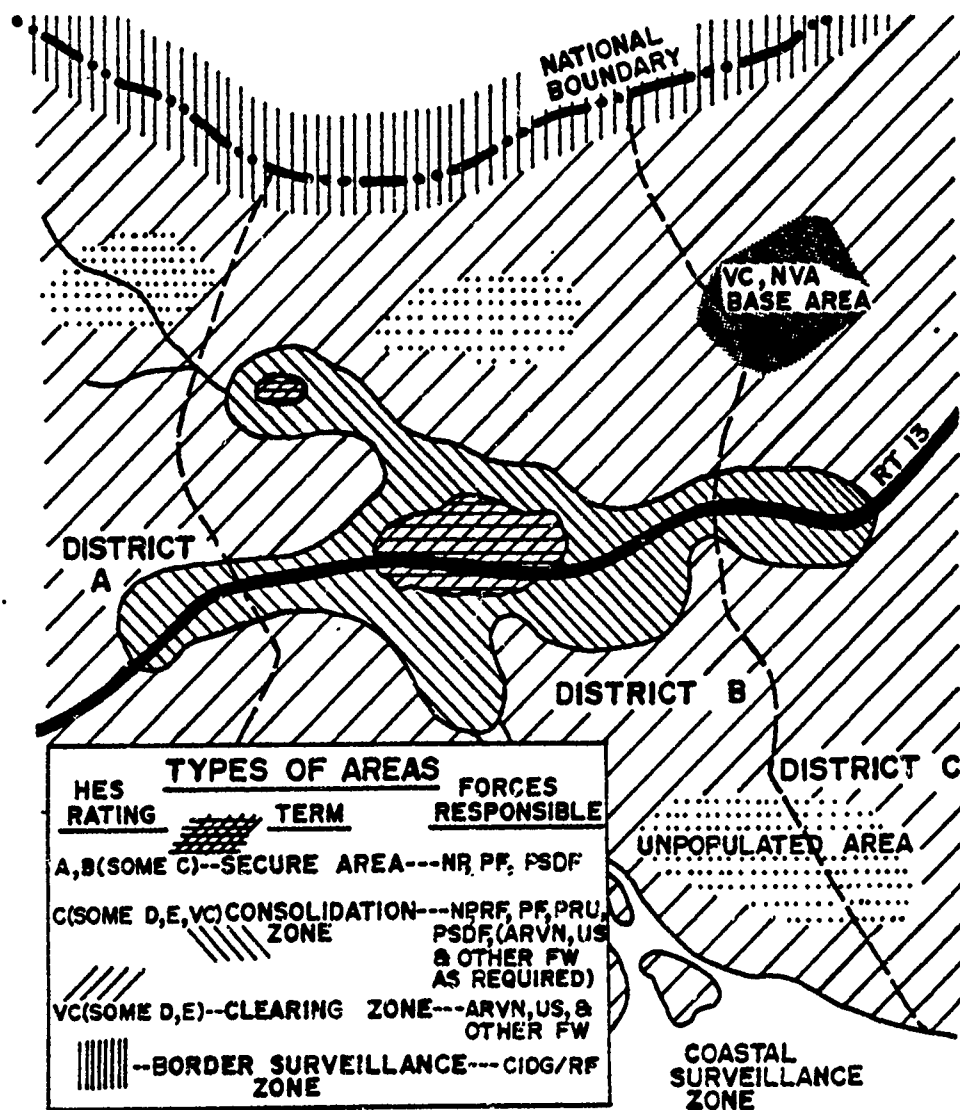 NATIONAL
BOUNDARY
VC, NVA
BASE AREA
RT 13
DISTRICT
A
DISTRICT B
DISTRICT C
UNPOPULATED AREA
COASTAL
SURVEILLANCE
ZONE
TYPES OF AREAS
HES
RATING
TERM
FORCES
RESPONSIBLE
A,B(SOME C)--SECURE AREA---NP, PF, PSDF
C(SOME D,E,VC) CONSOLIDATION---NPRF, PF, PRU,
ZONE PSDF,(ARVN,US
& OTHER FW
AS REQUIRED)
VC(SOME D,E)--CLEARING ZONE---ARVN,US,&
OTHER FW
--BORDER SURVEILLANCE---CIDG/RF
ZONE